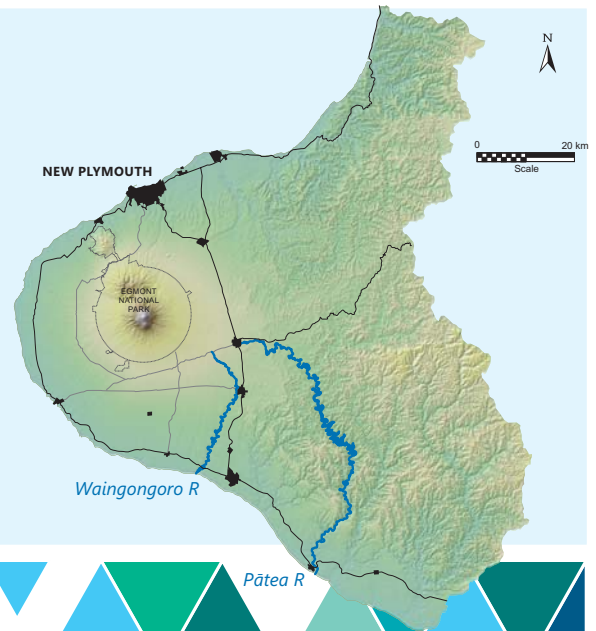 N
0 20 km
Scale
NEW PLYMOUTH
EGMONT
NATIONAL
PARK
Waingongoro R
Pātea R